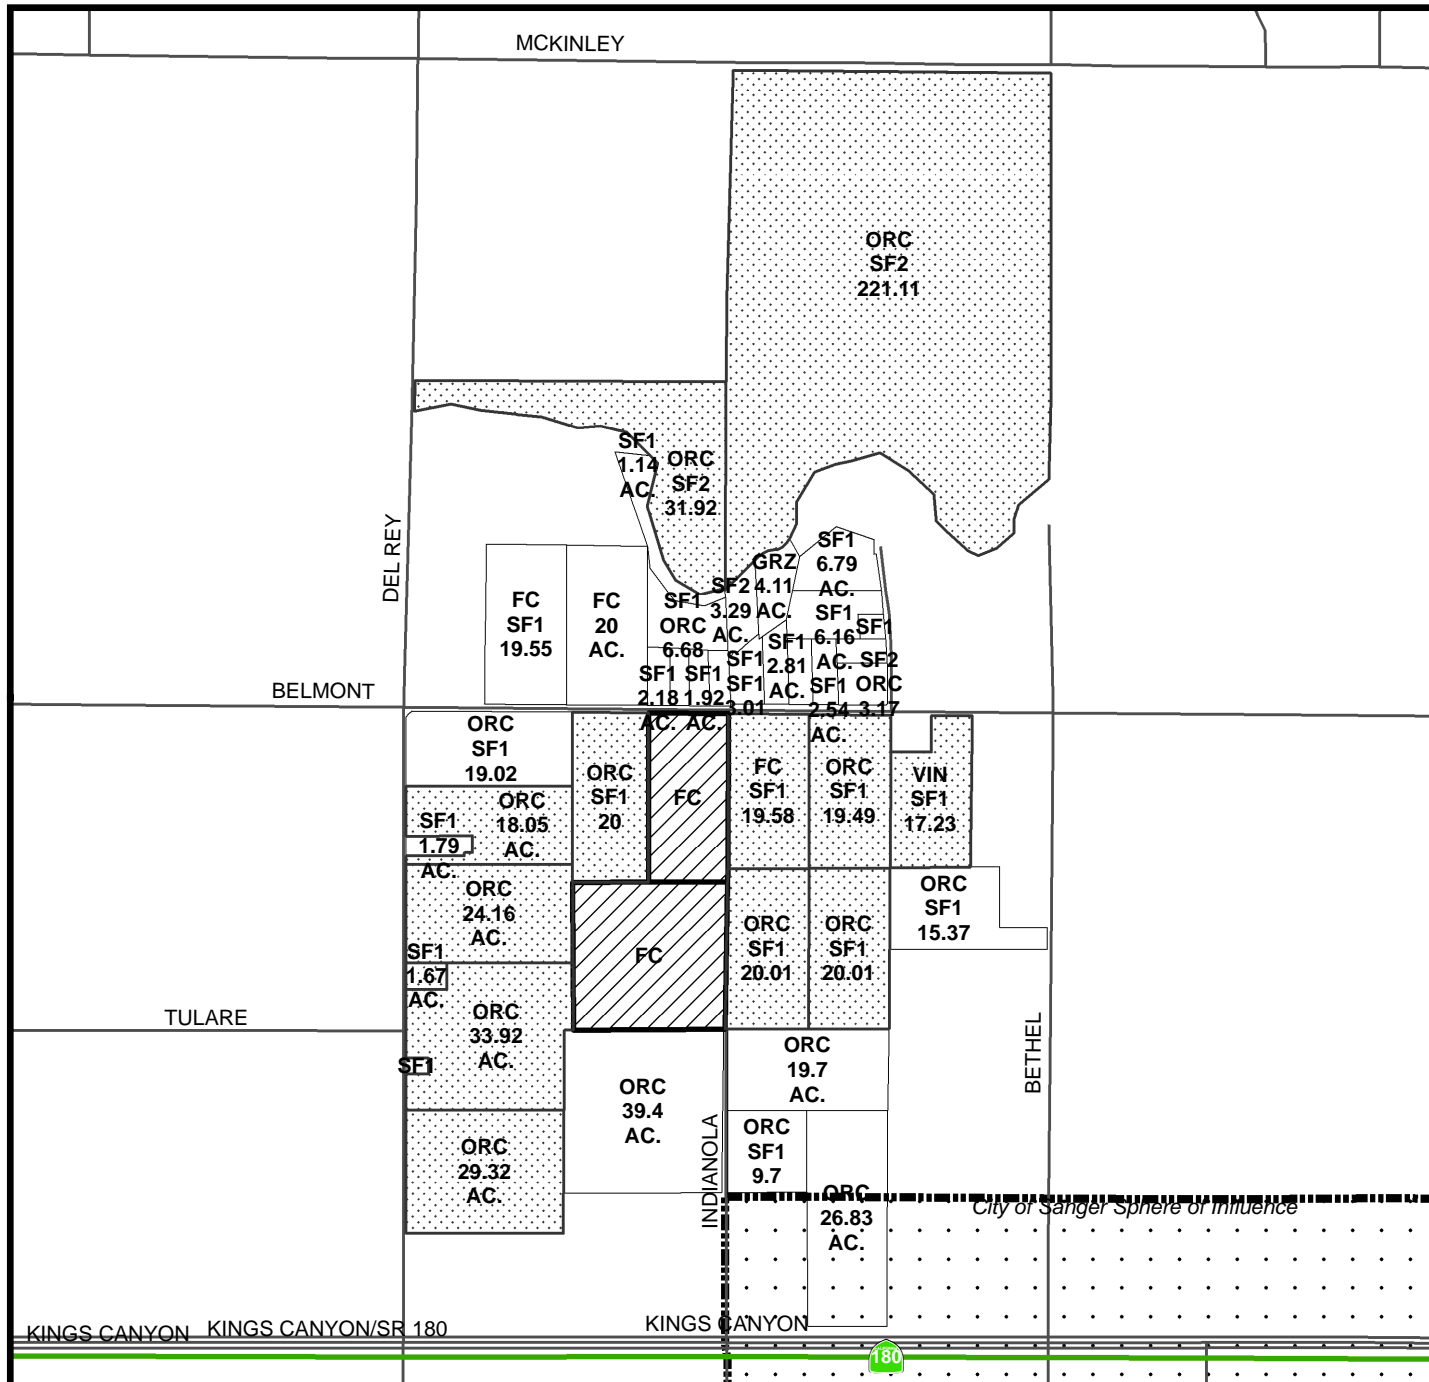 MCKINLEY
ORC
SF2
221.11
SF1
1.14
AC.
ORC
SF2
31.92
DEL REY
FC
SF1
19.55
FC
20
AC.
SF1
ORC
6.68
SF2
3.29
AC.
GRZ
4.11
AC.
SF1
6.79
AC.
SF1
6.16
AC.
SF1
SF1
2.18
AC.
SF1
1.92
AC.
SF1
SF1
3.01
SF1
2.81
AC.
SF1
2.54
AC.
SF2
ORC
3.17
BELMONT
ORC
SF1
19.02
ORC
SF1
20
FC
FC
SF1
19.58
ORC
SF1
19.49
VIN
SF1
17.23
ORC
18.05
AC.
SF1
1.79
AC.
ORC
24.16
AC.
FC
ORC
SF1
20.01
ORC
SF1
20.01
ORC
SF1
15.37
SF1
1.67
AC.
ORC
33.92
AC.
TULARE
SF1
ORC
39.4
AC.
ORC
19.7
AC.
BETHEL
ORC
29.32
AC.
INDIANOLA
ORC
SF1
9.7
ORC
26.83
AC.
City of Sanger Sphere of Influence
KINGS CANYON
KINGS CANYON/SR 180
KINGS CANYON
180